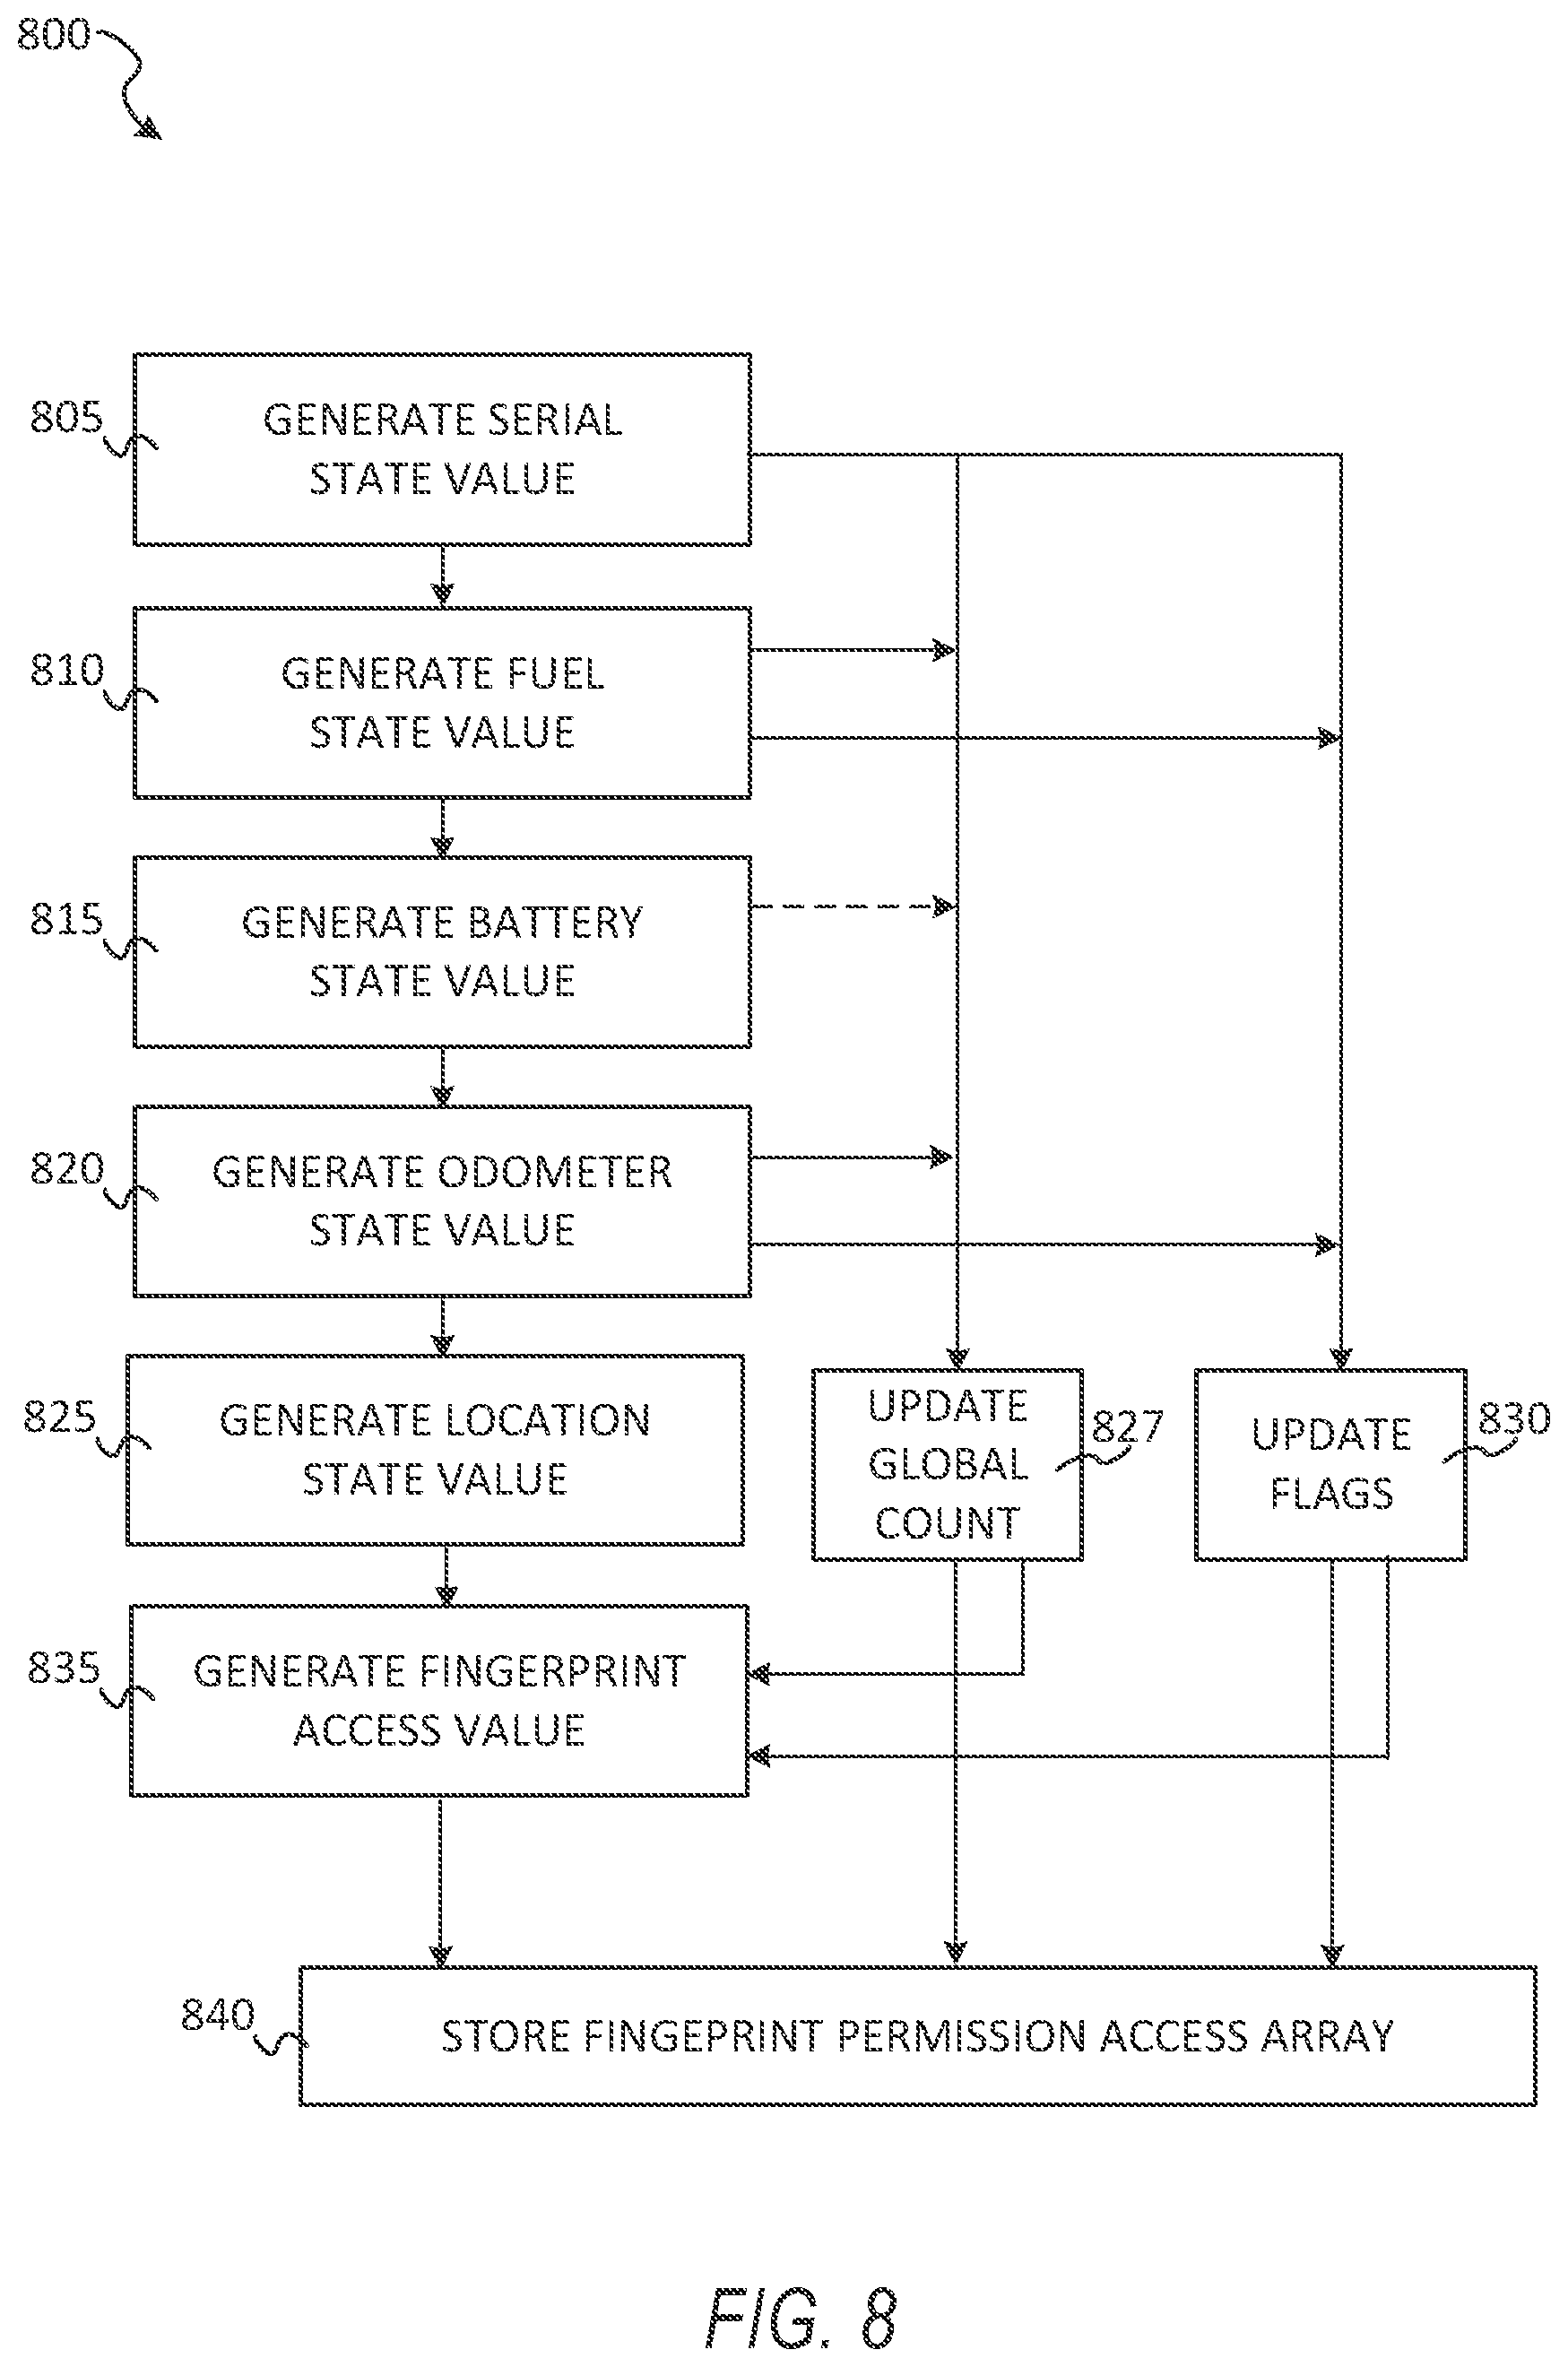 800
805
GENERATE SERIAL
STATE VALUE
810
GENERATE FUEL
STATE VALUE
815
GENERATE BATTERY
STATE VALUE
820
GENERATE ODOMETER
STATE VALUE
825
GENERATE LOCATION
STATE VALUE
UPDATE
GLOBAL
COUNT
827
UPDATE
FLAGS
830
835
GENERATE FINGERPRINT
ACCESS VALUE
840
STORE FINGEPRINT PERMISSION ACCESS ARRAY
FIG. 8